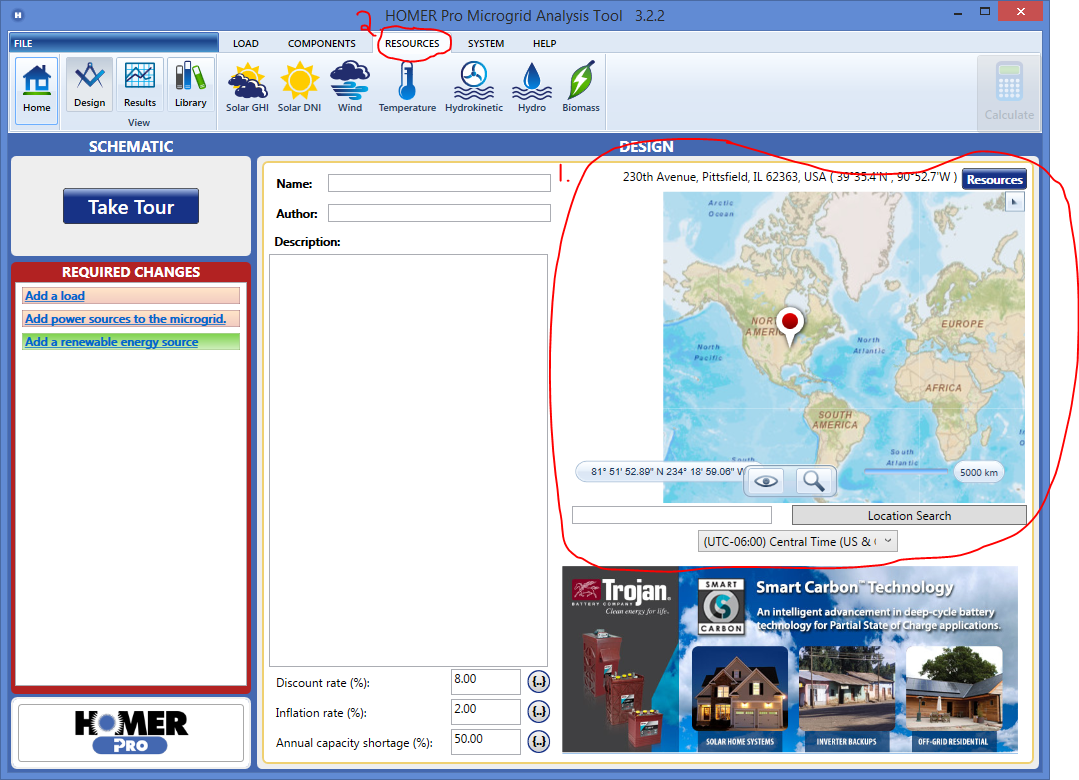 H
HOMER Pro Microgrid Analysis Tool 3.2.2
2
FILE
LOAD
COMPONENTS
RESOURCES
SYSTEM
HELP
Home
Design
Results
Library
View
Solar GHI
Solar DNI
Wind
Temperature
Hydrokinetic
Hydro
Biomass
Calculate
SCHEMATIC
DESIGN
Take Tour
REQUIRED CHANGES
Add a load
Add power sources to the microgrid.
Add a renewable energy source
HOMER
PRO
Name:
Author:
Description:
Discount rate (%):
8.00
{..}
Inflation rate (%):
2.00
{..}
Annual capacity shortage (%):
50.00
{..}
1.
230th Avenue, Pittsfield, IL 62363, USA ( 39°35.4'N , 90°52.7'W )
Resources
Arctic
Ocean
NORTH
AMERICA
EUROPE
North
Pacific
North
Atlantic
AFRICA
SOUTH
AMERICA
South
South
Atlantic
81° 51' 52.89" N 234° 18' 59.06" W
5000 km
Location Search
(UTC-06:00) Central Time (US &
Trojan
BATTERY COMPANY
Clean energy for life.
SMART
CARBON
Smart Carbon™ Technology
An intelligent advancement in deep-cycle battery
technology for Partial State of Charge applications.
SOLAR HOME SYSTEMS
INVERTER BACKUPS
OFF-GRID RESIDENTIAL